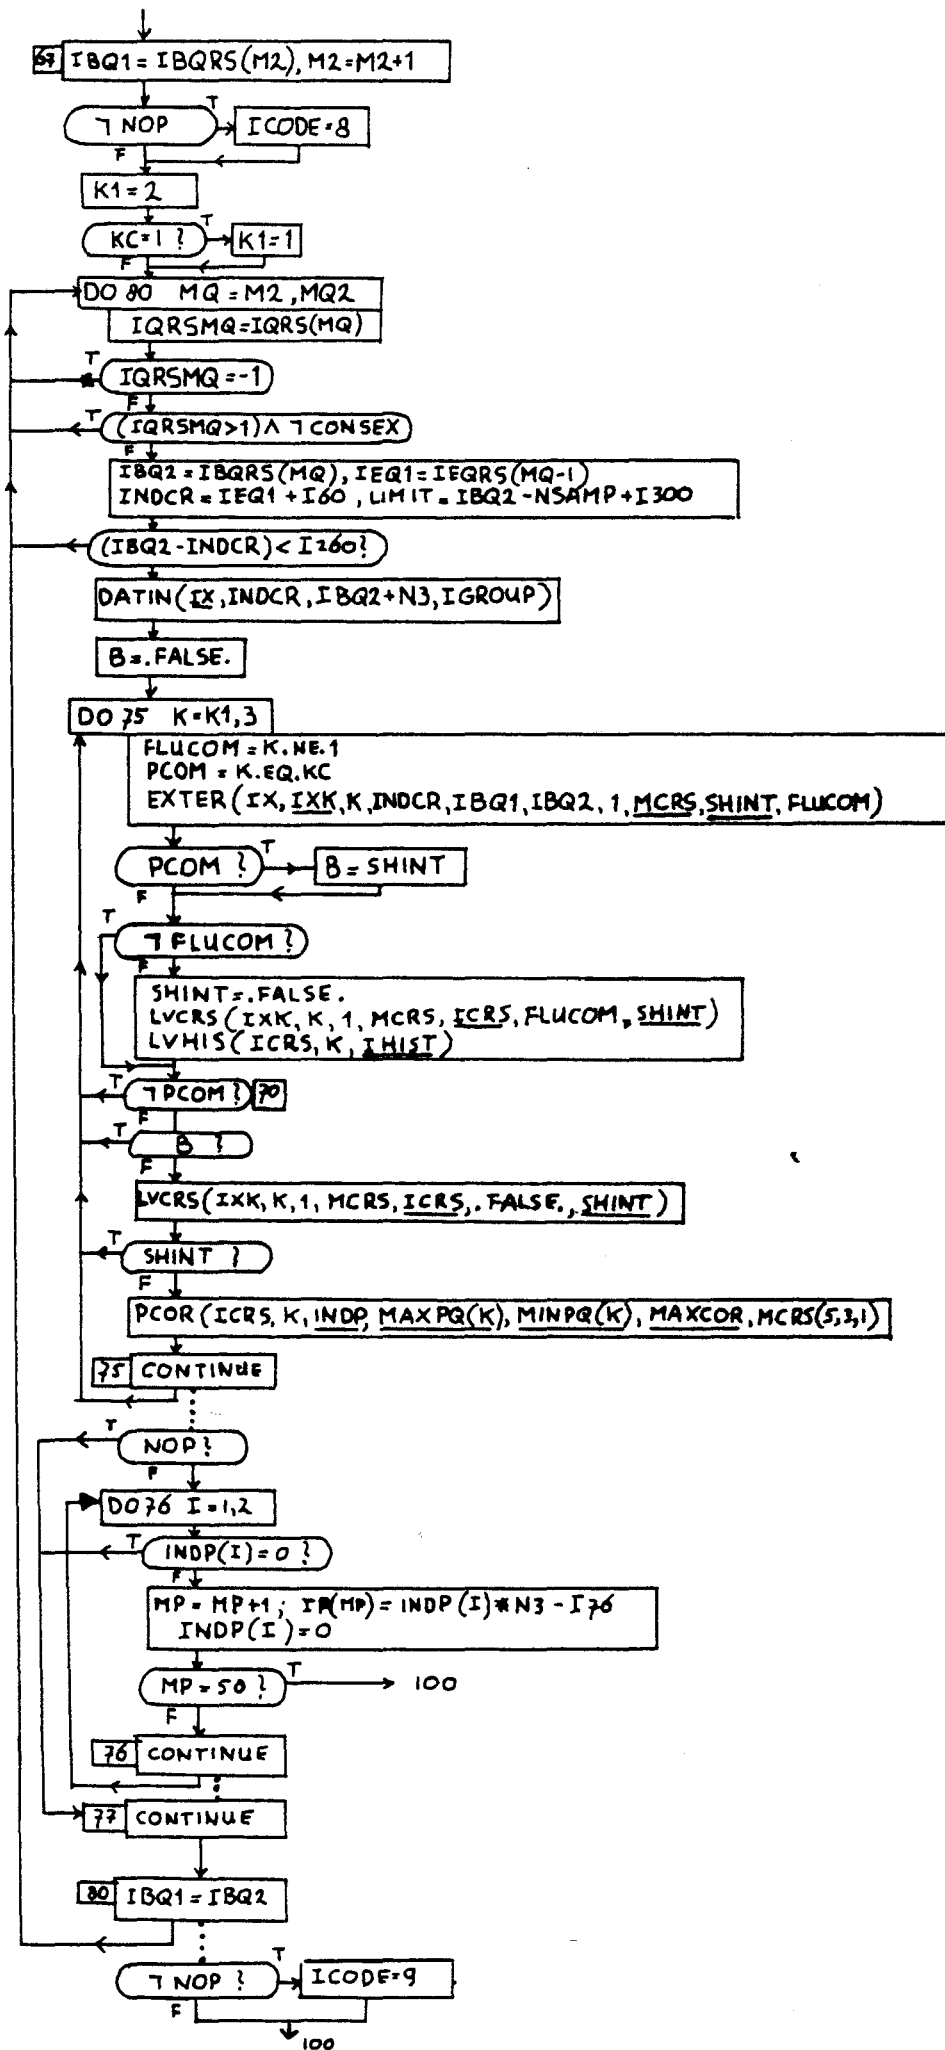 67 IBQ1 = IBQRS(M2), M2=M2+1
T
¬ NOP
ICODE=8
F
K1=2
T
KC=1 ?
K1=1
F
DO 80 MQ = M2, MQ2
IQRSMQ=IQRS(MQ)
T
IQRSMQ=-1
F
T
(IQRSMQ>1) ∧ ¬ CONSEX
F
IBQ2=IBQRS(MQ), IEQ1=IEQRS(MQ-1)
INDCR=IEQ1+I60, LIMIT=IBQ2-NSAMP+I300
(IBQ2-INDCR)< I260?
DATIN(IX,INDCR,IBQ2+N3,IGROUP)
B=.FALSE.
DO 75 K=K1,3
FLUCOM = K.NE.1
PCOM = K.EQ.KC
EXTER(IX, IXK, K, INDCR, IBQ1, IBQ2, 1, MCRS, SHINT, FLUCOM)
PCOM ?
T
B = SHINT
F
T
¬ FLUCOM ?
F
SHINT=.FALSE.
LVCRS(IXK, K, 1, MCRS, ICRS, FLUCOM, SHINT)
LVHIS(ICRS, K, IHIST)
T
¬ PCOM ? 70
F
T
B ?
F
LVCRS(IXK, K, 1, MCRS, ICRS, .FALSE., SHINT)
T
SHINT ?
F
PCOR(ICRS, K, INDP, MAXPQ(K), MINPQ(K), MAXCOR, MCRS(5,3,1)
75 CONTINUE
T
NOP ?
F
DO 76 I=1,2
T
INDP(I)=0 ?
F
MP = MP+1; IP(MP) = INDP(I)*N3 - I76
INDP(I)=0
MP=50 ?
T
100
F
76 CONTINUE
77 CONTINUE
80 IBQ1=IBQ2
T
¬ NOP ?
ICODE=9
F
100